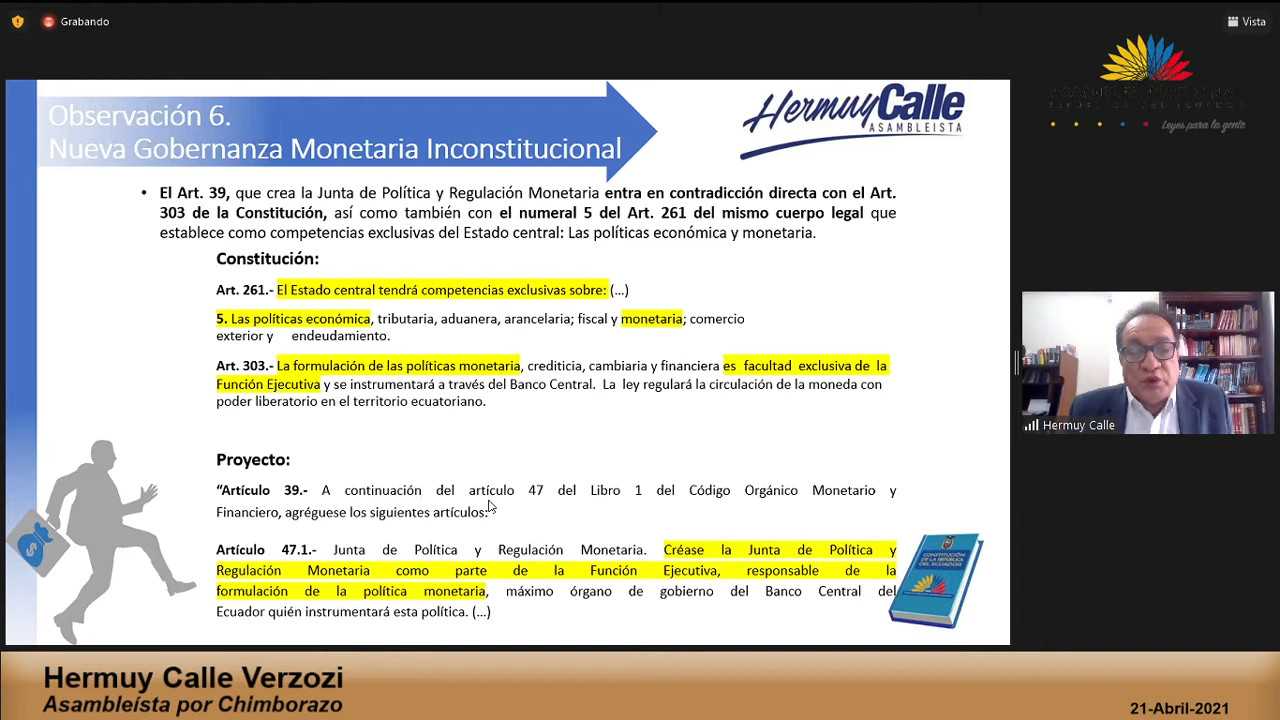 Grabando
Vista
Observación 6.
Nueva Gobernanza Monetaria Inconstitucional
HermuyCalle
ASAMBLEÍSTA
Leyes para la gente
• El Art. 39, que crea la Junta de Política y Regulación Monetaria entra en contradicción directa con el Art.
303 de la Constitución, así como también con el numeral 5 del Art. 261 del mismo cuerpo legal que
establece como competencias exclusivas del Estado central: Las políticas económica y monetaria.
Constitución:
Art. 261.- El Estado central tendrá competencias exclusivas sobre: (…)
5. Las políticas económica, tributaria, aduanera, arancelaria; fiscal y monetaria; comercio
exterior y endeudamiento.
Art. 303.- La formulación de las políticas monetaria, crediticia, cambiaria y financiera es facultad exclusiva de la
Función Ejecutiva y se instrumentará a través del Banco Central. La ley regulará la circulación de la moneda con
poder liberatorio en el territorio ecuatoriano.
Hermuy Calle
Proyecto:
“Artículo 39.- A continuación del artículo 47 del Libro 1 del Código Orgánico Monetario y
Financiero, agréguese los siguientes artículos:
Artículo 47.1.- Junta de Política y Regulación Monetaria. Créase la Junta de Política y
Regulación Monetaria como parte de la Función Ejecutiva, responsable de la
formulación de la política monetaria, máximo órgano de gobierno del Banco Central del
Ecuador quién instrumentará esta política. (…)
CONSTITUCIÓN
DE LA REPÚBLICA
DEL ECUADOR
Hermuy Calle Verzozi
Asambleísta por Chimborazo
21-Abril-2021